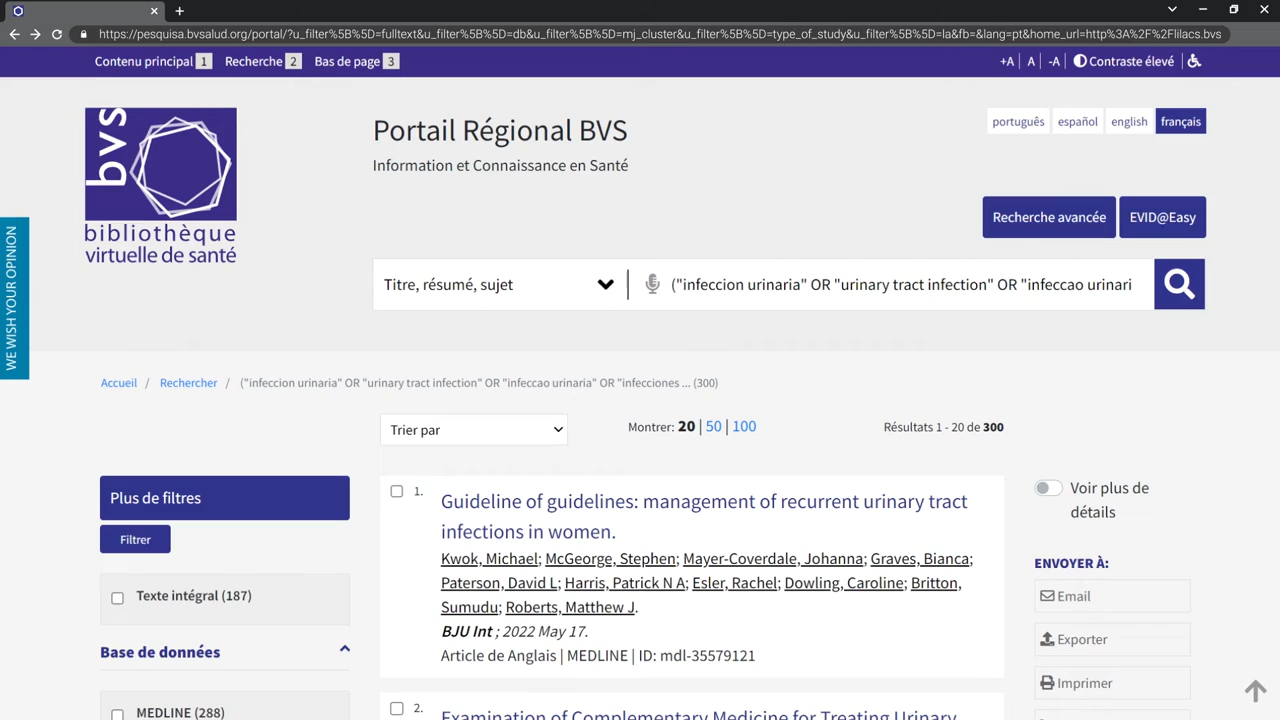 https://pesquisa.bvsalud.org/portal/?u_filter%5B%5D=fulltext&u_filter%5B%5D=db&u_filter%5B%5D=mj_cluster&u_filter%5B%5D=type_of_study&u_filter%5B%5D=la&fb=&lang=pt&home_url=http%3A%2F%2Flilacs.bvs
Contenu principal 1 Recherche 2 Bas de page 3 +A | A | -A Contraste élevé
português español english français
bvs
bibliothèque
virtuelle de santé
Portail Régional BVS
Information et Connaissance en Santé
Recherche avancée EVID@Easy
WE WISH YOUR OPINION
Titre, résumé, sujet ("infeccion urinaria" OR "urinary tract infection" OR "infeccao urinari
Accueil / Rechercher / ("infeccion urinaria" OR "urinary tract infection" OR "infeccao urinaria" OR "infecciones ... (300)
Trier par Montrer: 20 | 50 | 100 Résultats 1 - 20 de 300
Plus de filtres
Filtrer
Texte intégral (187)
Base de données
MEDLINE (288)
1. Guideline of guidelines: management of recurrent urinary tract
infections in women.
Kwok, Michael; McGeorge, Stephen; Mayer-Coverdale, Johanna; Graves, Bianca;
Paterson, David L; Harris, Patrick N A; Esler, Rachel; Dowling, Caroline; Britton,
Sumudu; Roberts, Matthew J.
BJU Int ; 2022 May 17.
Article de Anglais | MEDLINE | ID: mdl-35579121
2. Examination of Complementary Medicine for Treating Urinary
Voir plus de
détails
ENVOYER À:
Email
Exporter
Imprimer